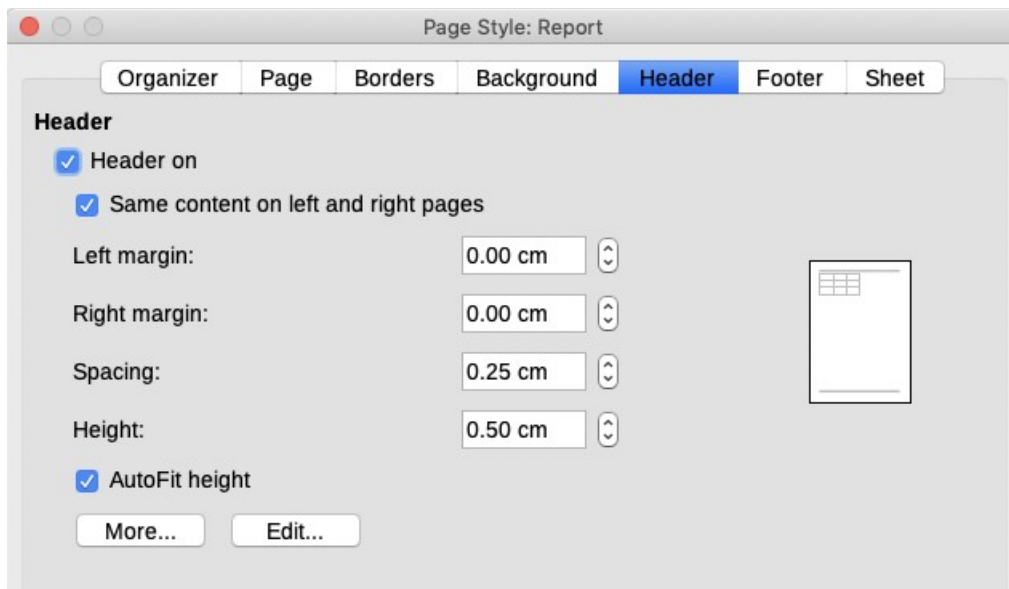 Page Style: Report
Organizer Page Borders Background Header Footer Sheet
Header
Header on
Same content on left and right pages
Left margin: 0.00 cm
Right margin: 0.00 cm
Spacing: 0.25 cm
Height: 0.50 cm
AutoFit height
More... Edit...